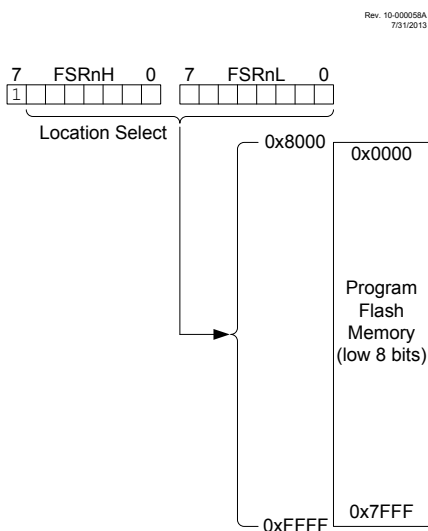 Rev. 10-000058A
7/31/2013
7 FSRnH 0 7 FSRnL 0
1
Location Select
0x8000
0x0000
Program
Flash
Memory
(low 8 bits)
0x7FFF
0xFFFF